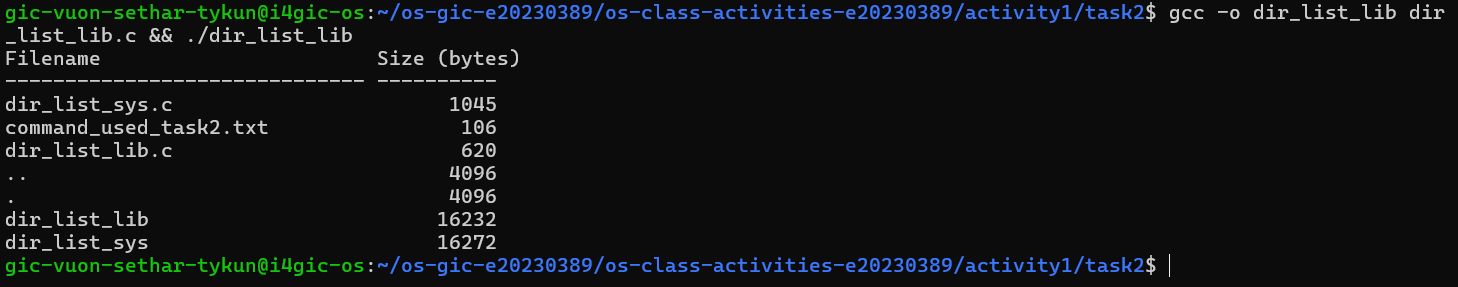 gic-vuon-sethar-tykun@i4gic-os:~/os-gic-e20230389/os-class-activities-e20230389/activity1/task2$ gcc -o dir_list_lib dir
_list_lib.c && ./dir_list_lib
Filename                       Size (bytes)
------------------------------ ----------
dir_list_sys.c                       1045
command_used_task2.txt                106
dir_list_lib.c                        620
..                                   4096
.                                    4096
dir_list_lib                        16232
dir_list_sys                        16272
gic-vuon-sethar-tykun@i4gic-os:~/os-gic-e20230389/os-class-activities-e20230389/activity1/task2$